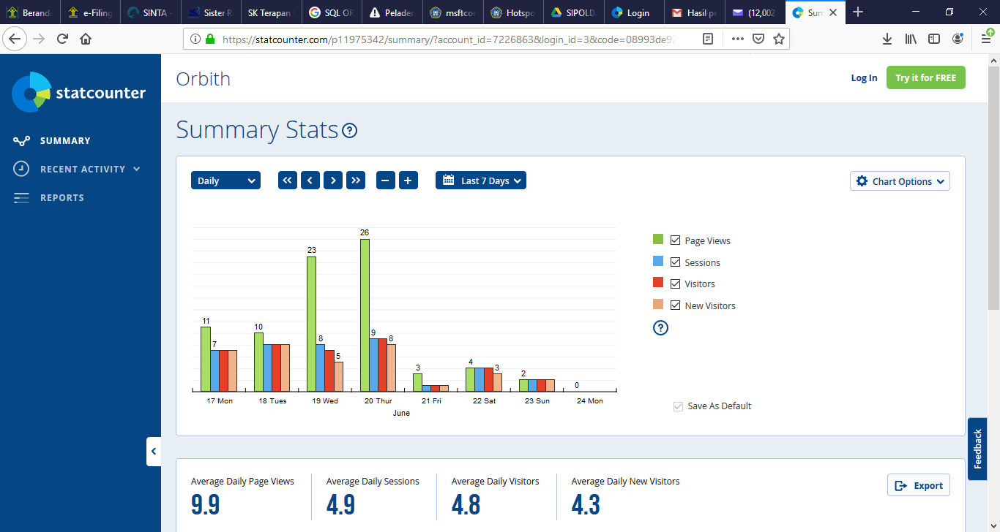 Berand
e-Filing
SINTA -
Sister R
SK Terapan
SQL OR
Peladen
msftcon
Hotspo
SIPOLD
Login
Hasil pe
(12,002
Sum
https://statcounter.com/p11975342/summary/?account_id=7226863&login_id=3&code=08993de92
statcounter
Orbith
Log In
Try it for FREE
SUMMARY
RECENT ACTIVITY
REPORTS
Summary Stats
Daily
Last 7 Days
Chart Options
11
7
10
23
8
5
26
9
8
3
4
3
2
0
17 Mon
18 Tues
19 Wed
20 Thur
21 Fri
22 Sat
23 Sun
24 Mon
June
Page Views
Sessions
Visitors
New Visitors
Save As Default
Feedback
Average Daily Page Views
9.9
Average Daily Sessions
4.9
Average Daily Visitors
4.8
Average Daily New Visitors
4.3
Export